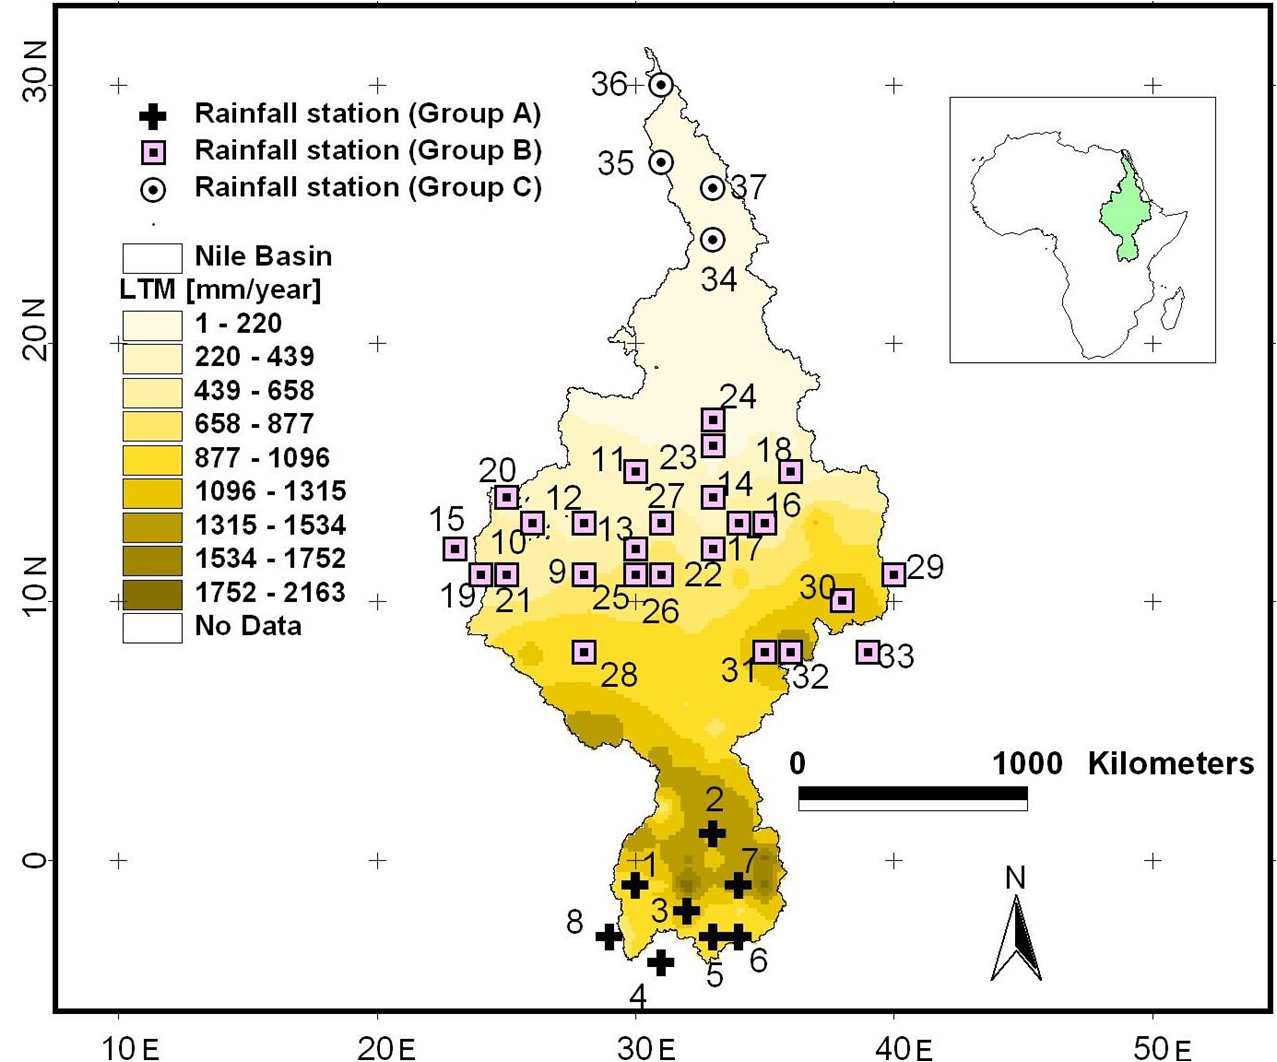 30 N
20 N
10 N
0
Rainfall station (Group A)
Rainfall station (Group B)
Rainfall station (Group C)
Nile Basin
LTM [mm/year]
1 - 220
220 - 439
439 - 658
658 - 877
877 - 1096
1096 - 1315
1315 - 1534
1534 - 1752
1752 - 2163
No Data
36
35
37
34
24
23
18
11
20
27
14
12
16
15
13
10
17
9
22
29
19
21
25
26
30
28
31
32
33
0 1000 Kilometers
2
1
7
3
8
6
5
4
N
10 E 20 E 30 E 40 E 50 E